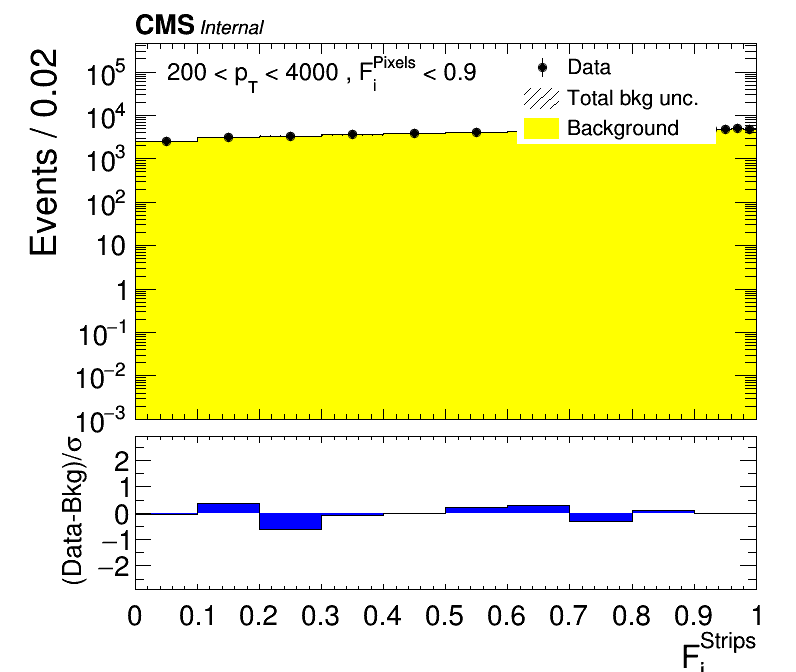 CMS Internal
200 < p_T < 4000 , F_i^Pixels < 0.9
Data
Total bkg unc.
Background
Events / 0.02
10^5
10^4
10^3
10^2
10
1
10^−1
10^−2
10^−3
(Data-Bkg)/σ
2
1
0
−1
−2
0 0.1 0.2 0.3 0.4 0.5 0.6 0.7 0.8 0.9 1
F_i^Strips